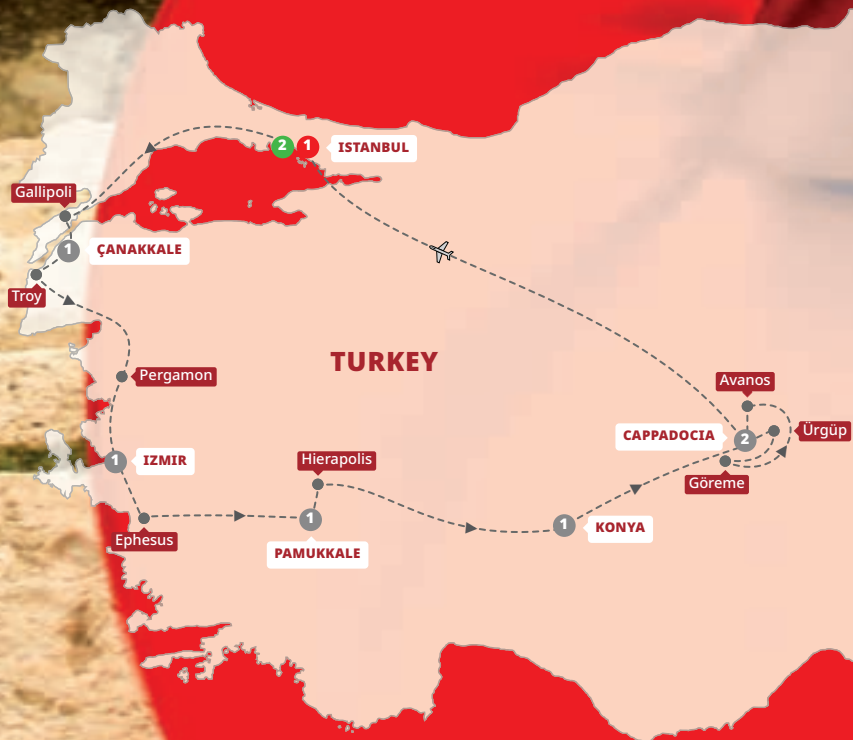 2
1
ISTANBUL
Gallipoli
1
ÇANAKKALE
Troy
TURKEY
Pergamon
Avanos
CAPPADOCIA
2
Ürgüp
1
IZMIR
Hierapolis
Göreme
Ephesus
1
PAMUKKALE
1
KONYA